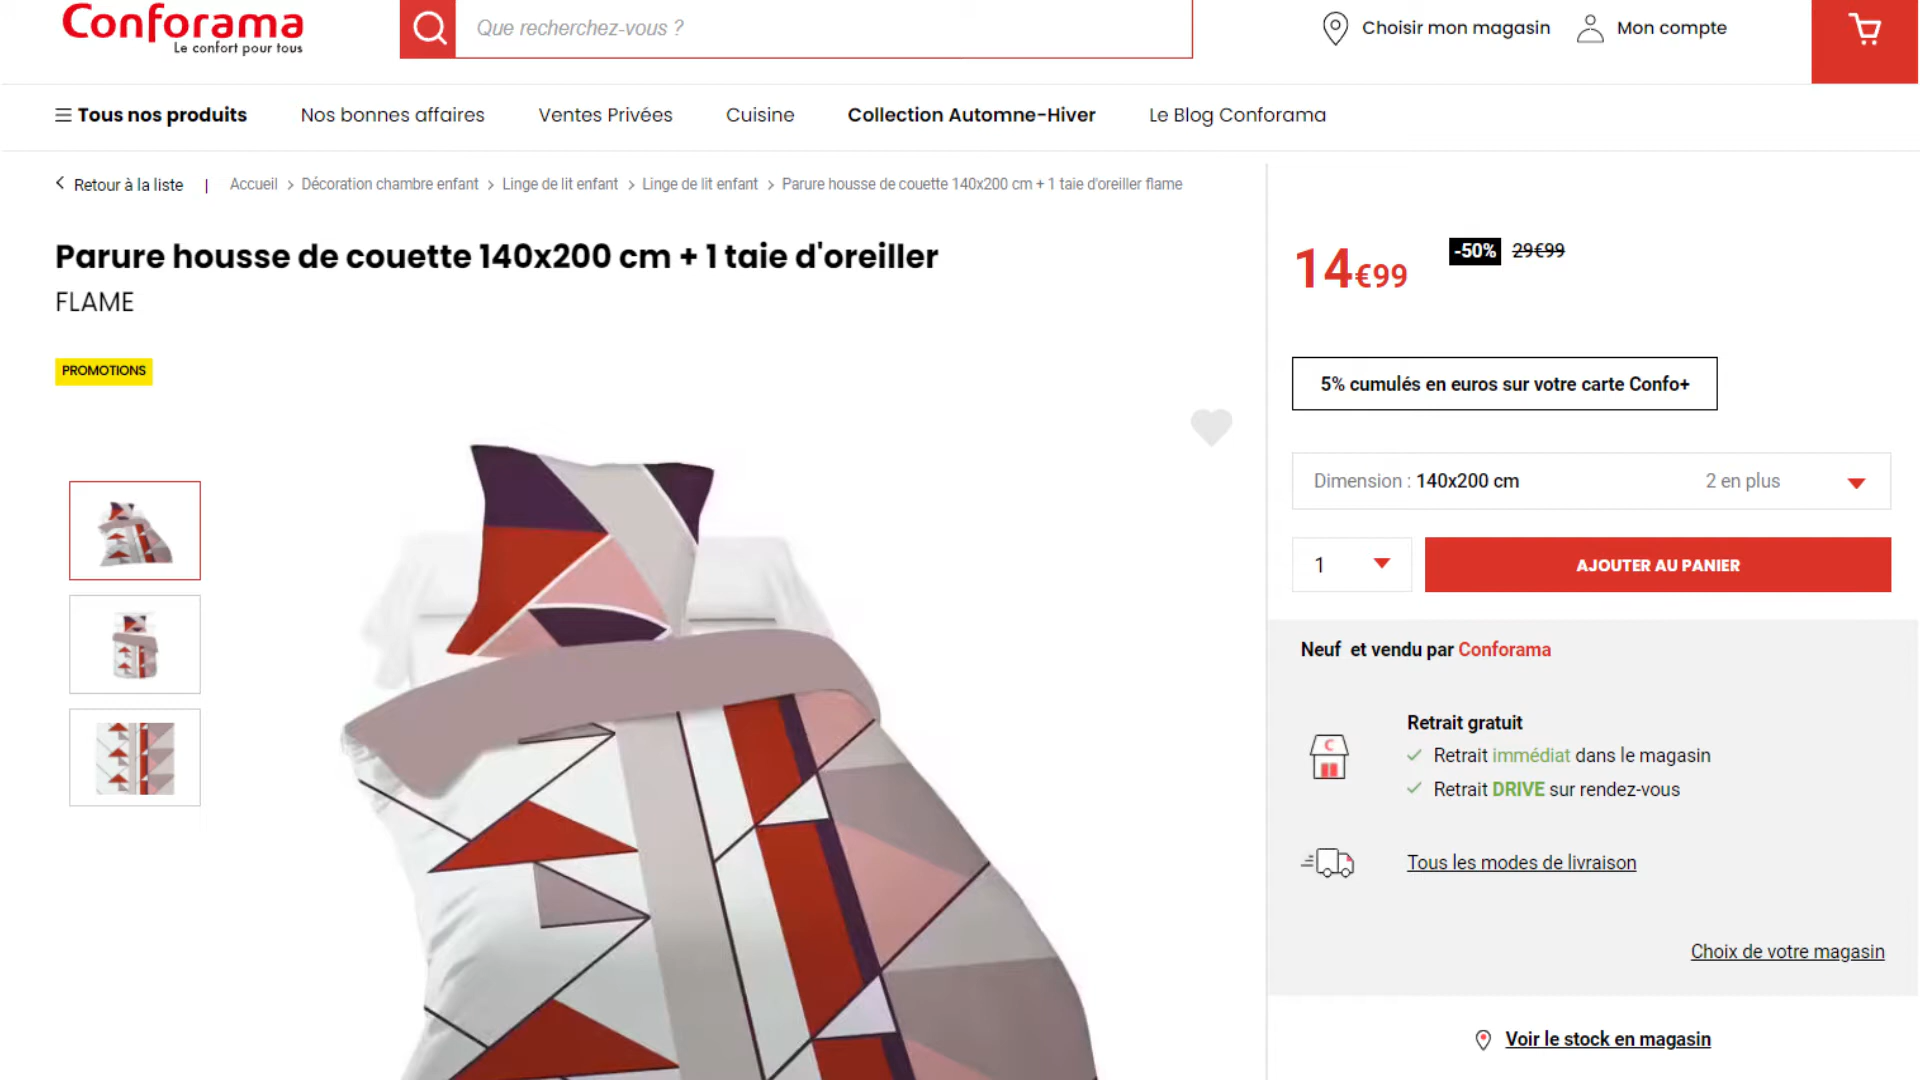 Conforama
Le confort pour tous
Que recherchez-vous ?
Choisir mon magasin
Mon compte
Tous nos produits
Nos bonnes affaires
Ventes Privées
Cuisine
Collection Automne-Hiver
Le Blog Conforama
Retour à la liste | Accueil > Décoration chambre enfant > Linge de lit enfant > Linge de lit enfant > Parure housse de couette 140x200 cm + 1 taie d'oreiller flame
Parure housse de couette 140x200 cm + 1 taie d'oreiller
FLAME
PROMOTIONS
14€99
-50% 29€99
5% cumulés en euros sur votre carte Confo+
Dimension : 140x200 cm 2 en plus
1
AJOUTER AU PANIER
Neuf et vendu par Conforama
C
Retrait gratuit
Retrait immédiat dans le magasin
Retrait DRIVE sur rendez-vous
Tous les modes de livraison
Choix de votre magasin
Voir le stock en magasin